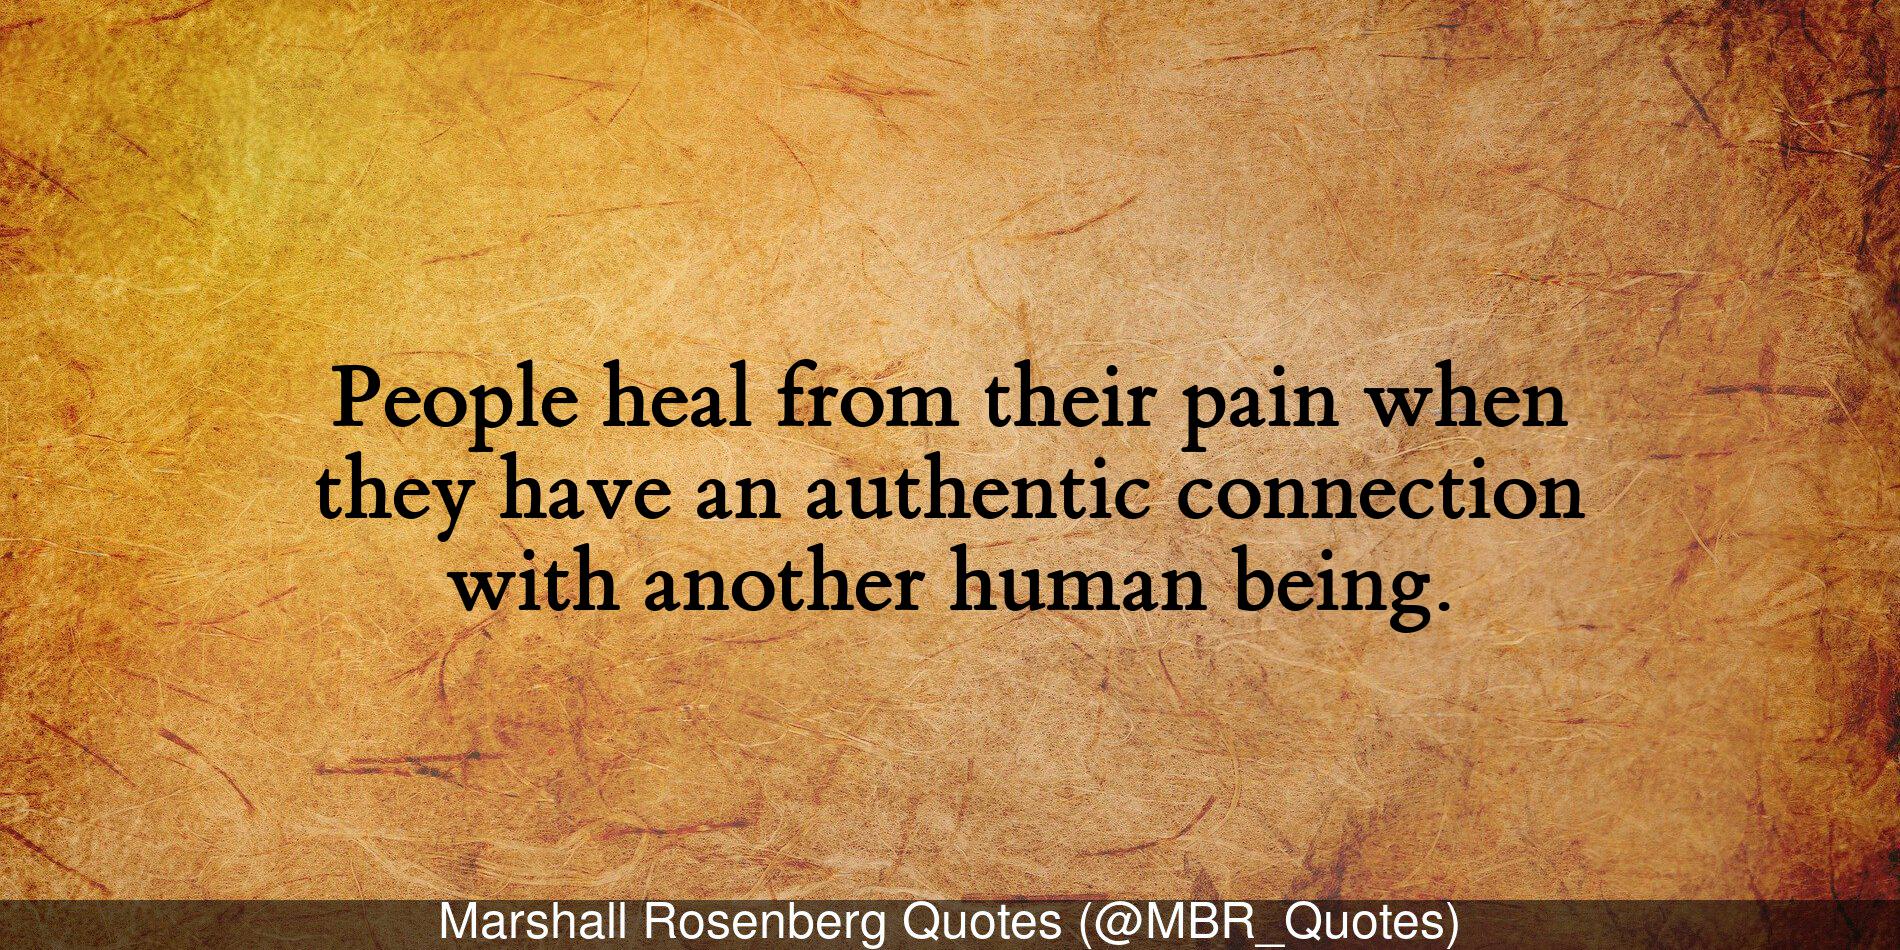 People heal from their pain when
they have an authentic connection
with another human being.
Marshall Rosenberg Quotes (@MBR_Quotes)